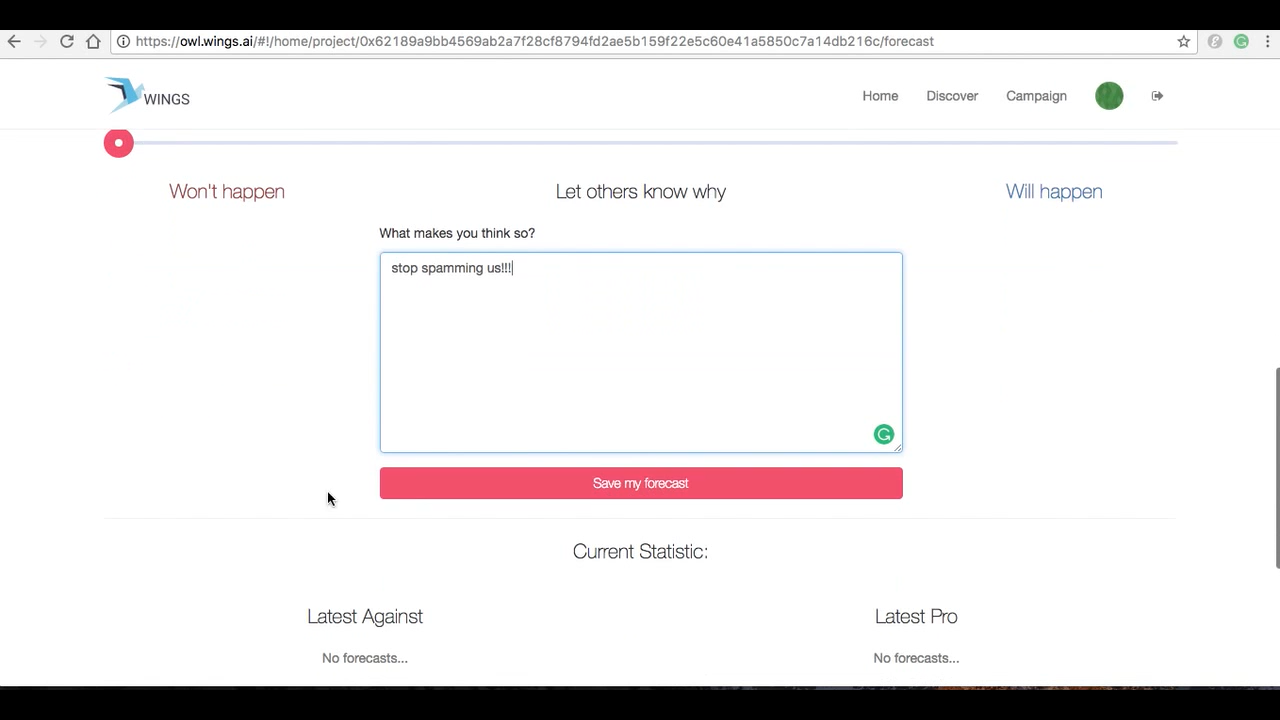 https://owl.wings.ai/#!/home/project/0x62189a9bb4569ab2a7f28cf8794fd2ae5b159f22e5c60e41a5850c7a14db216c/forecast
WINGS
Home Discover Campaign
Won't happen Let others know why Will happen
What makes you think so?
stop spamming us!!!
Save my forecast
Current Statistic:
Latest Against Latest Pro
No forecasts... No forecasts...